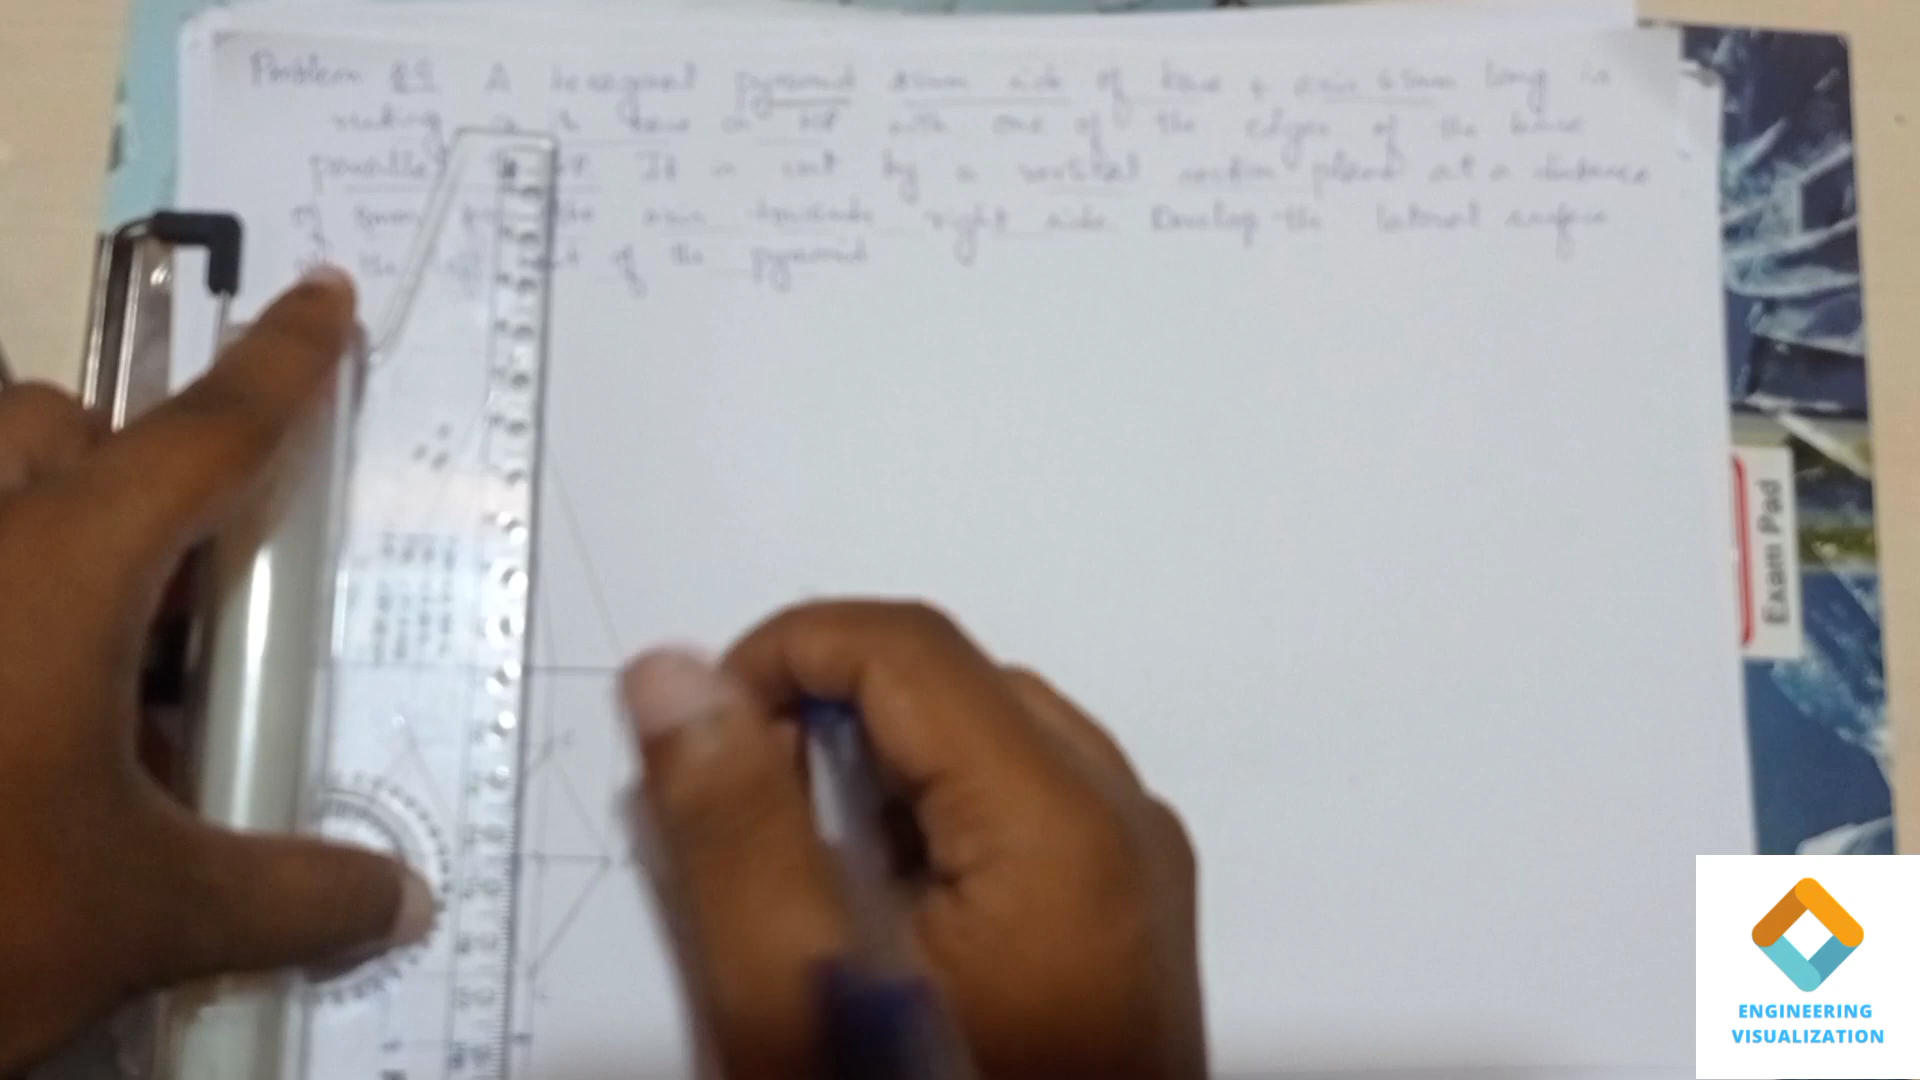 Problem A hexagonal pyramid side of base & axis 65mm long is
resting on its base on HP with one of the edges of the base
parallel to VP. It is cut by a vertical section plane at a distance
of 8mm from the axis towards right side. Develop the lateral surface
of the left part of the pyramid
Exam Pad
ENGINEERING
VISUALIZATION